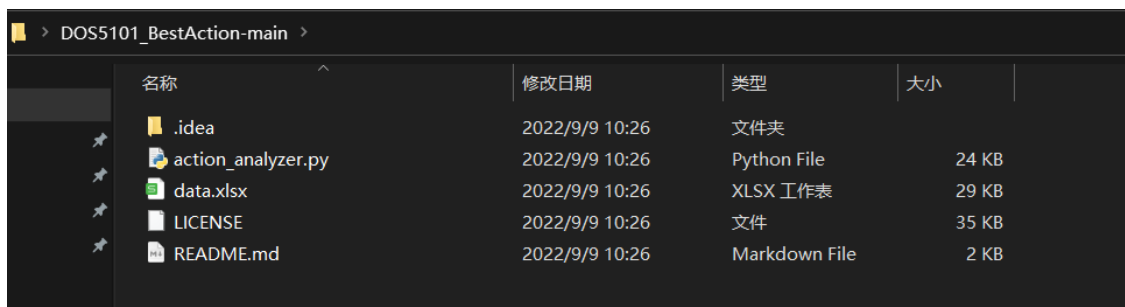 > DOS5101_BestAction-main >
名称 修改日期 类型 大小
.idea 2022/9/9 10:26 文件夹
action_analyzer.py 2022/9/9 10:26 Python File 24 KB
data.xlsx 2022/9/9 10:26 XLSX 工作表 29 KB
LICENSE 2022/9/9 10:26 文件 35 KB
README.md 2022/9/9 10:26 Markdown File 2 KB